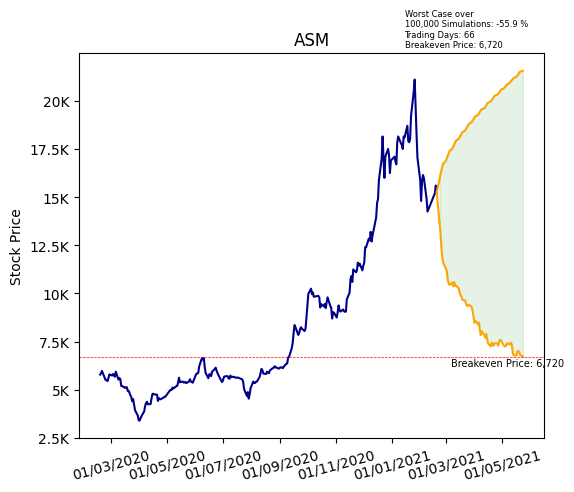 Worst Case over
100,000 Simulations: -55.9 %
Trading Days: 66
Breakeven Price: 6,720
ASM
20K
17.5K
15K
12.5K
10K
7.5K
5K
2.5K
Stock Price
Breakeven Price: 6,720
01/03/2020
01/05/2020
01/07/2020
01/09/2020
01/11/2020
01/01/2021
01/03/2021
01/05/2021